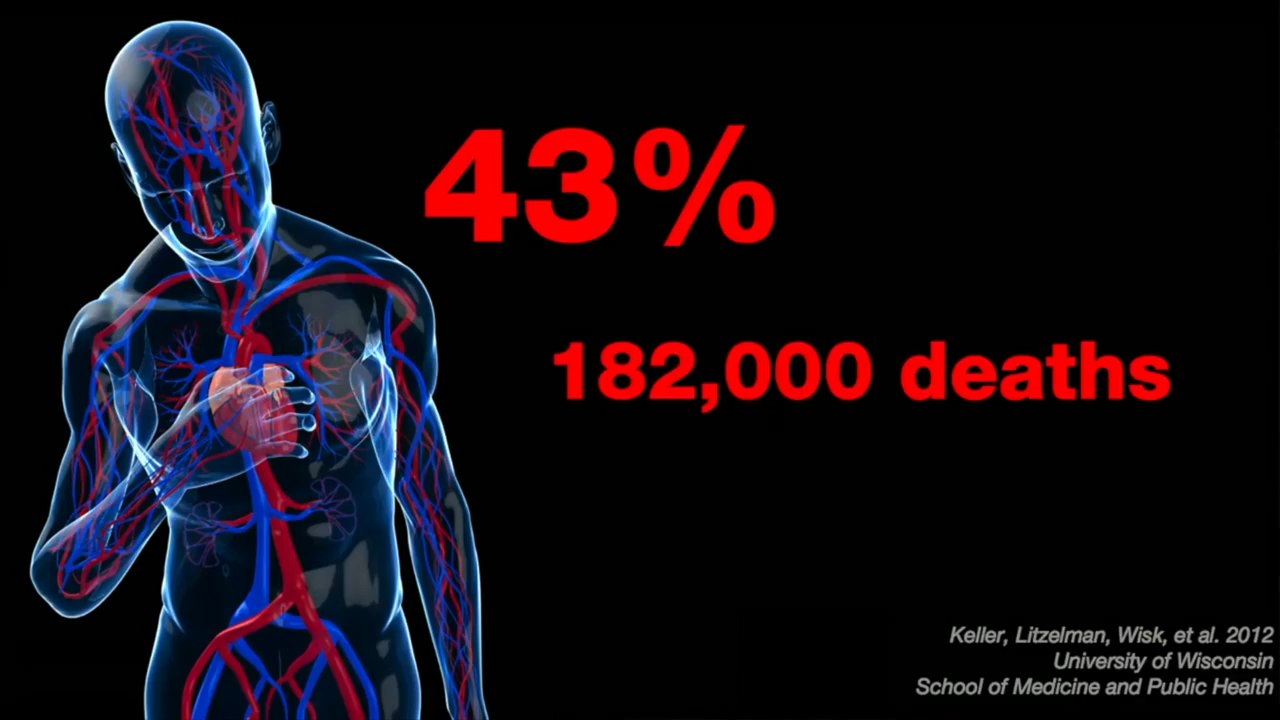 43%
182,000 deaths
Keller, Litzelman, Wisk, et al. 2012
University of Wisconsin
School of Medicine and Public Health